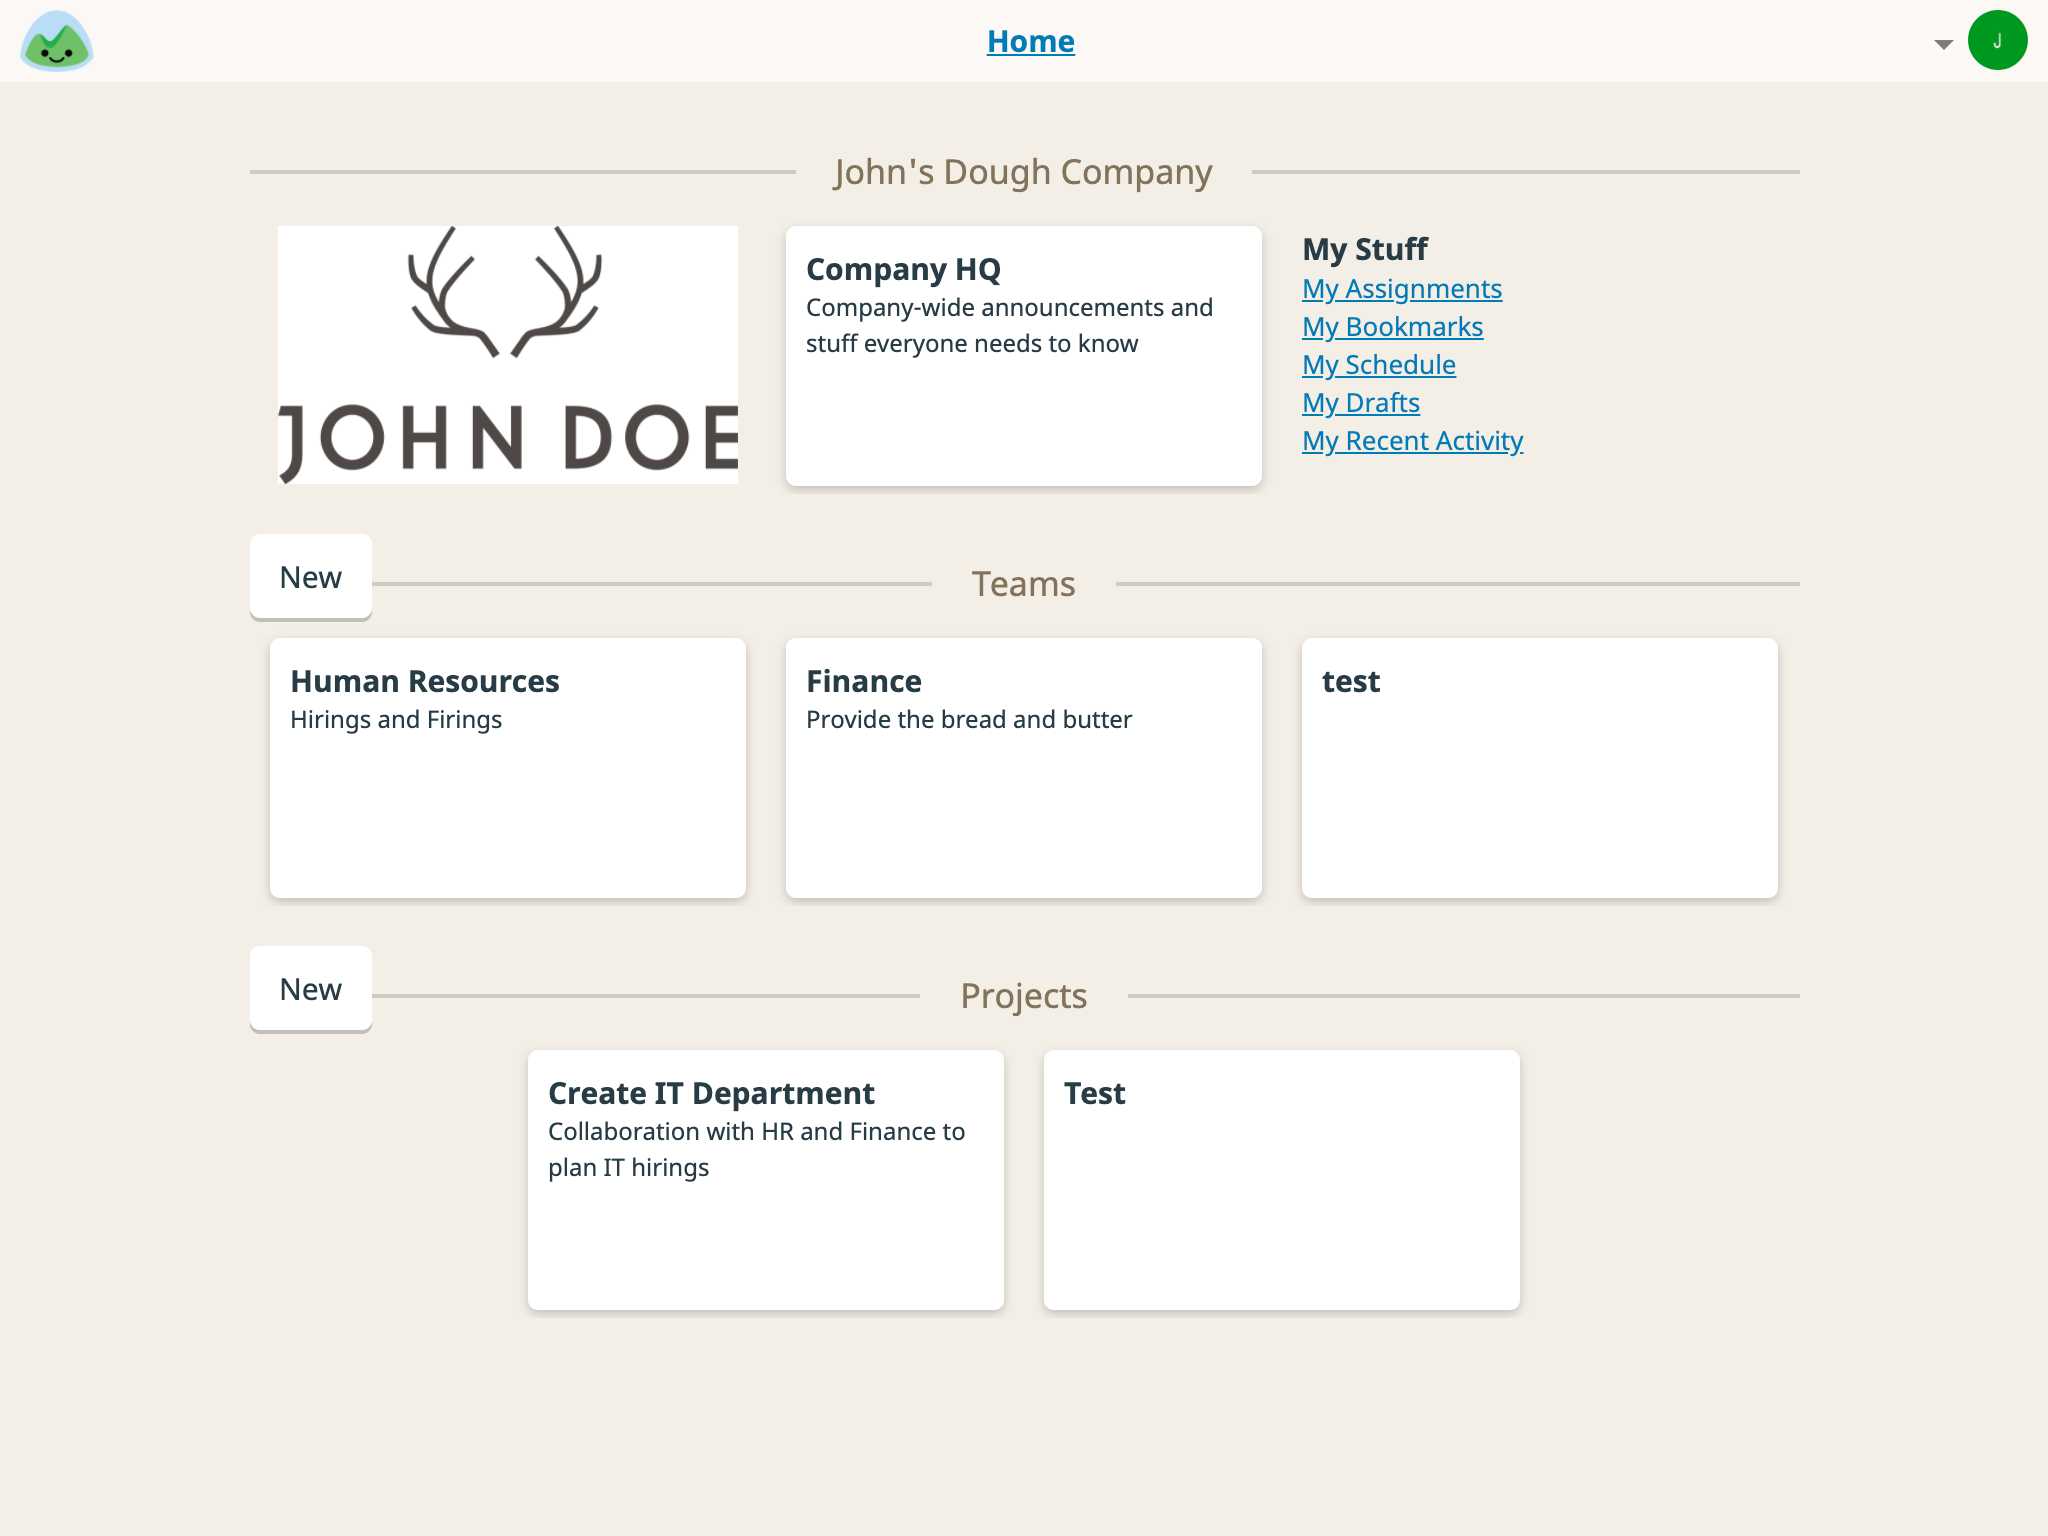 Home
J
John's Dough Company
JOHN DOE
Company HQ
Company-wide announcements and
stuff everyone needs to know
My Stuff
My Assignments
My Bookmarks
My Schedule
My Drafts
My Recent Activity
New
Teams
Human Resources
Hirings and Firings
Finance
Provide the bread and butter
test
New
Projects
Create IT Department
Collaboration with HR and Finance to
plan IT hirings
Test